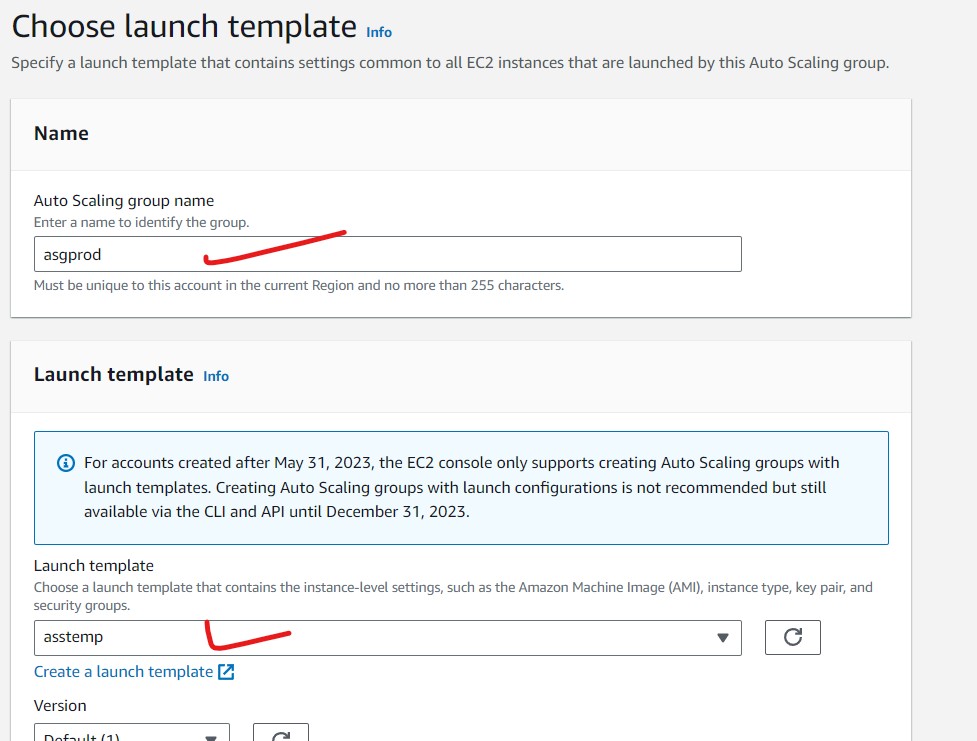 Choose launch template Info
Specify a launch template that contains settings common to all EC2 instances that are launched by this Auto Scaling group.
Name
Auto Scaling group name
Enter a name to identify the group.
asgprod
Must be unique to this account in the current Region and no more than 255 characters.
Launch template Info
For accounts created after May 31, 2023, the EC2 console only supports creating Auto Scaling groups with
launch templates. Creating Auto Scaling groups with launch configurations is not recommended but still
available via the CLI and API until December 31, 2023.
Launch template
Choose a launch template that contains the instance-level settings, such as the Amazon Machine Image (AMI), instance type, key pair, and
security groups.
asstemp
Create a launch template
Version
Default (1)